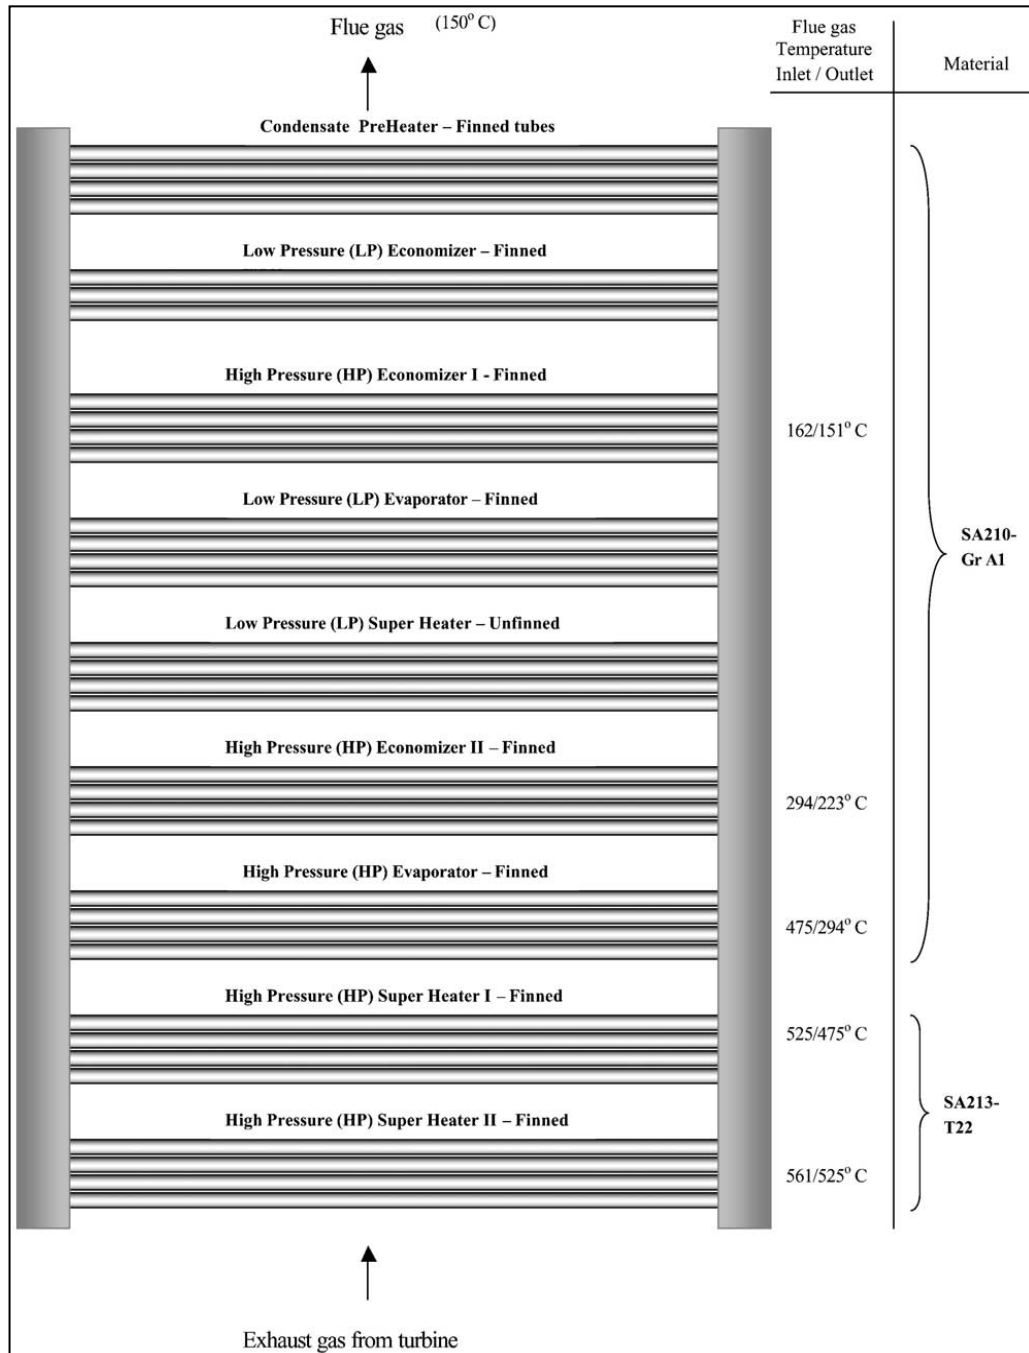 Flue gas (150° C)
Flue gas
Temperature
Inlet / Outlet
Material
Condensate PreHeater – Finned tubes
Low Pressure (LP) Economizer – Finned
High Pressure (HP) Economizer I - Finned
162/151° C
Low Pressure (LP) Evaporator – Finned
SA210-
Gr A1
Low Pressure (LP) Super Heater – Unfinned
High Pressure (HP) Economizer II – Finned
294/223° C
High Pressure (HP) Evaporator – Finned
475/294° C
High Pressure (HP) Super Heater I – Finned
525/475° C
High Pressure (HP) Super Heater II – Finned
SA213-
T22
561/525° C
Exhaust gas from turbine